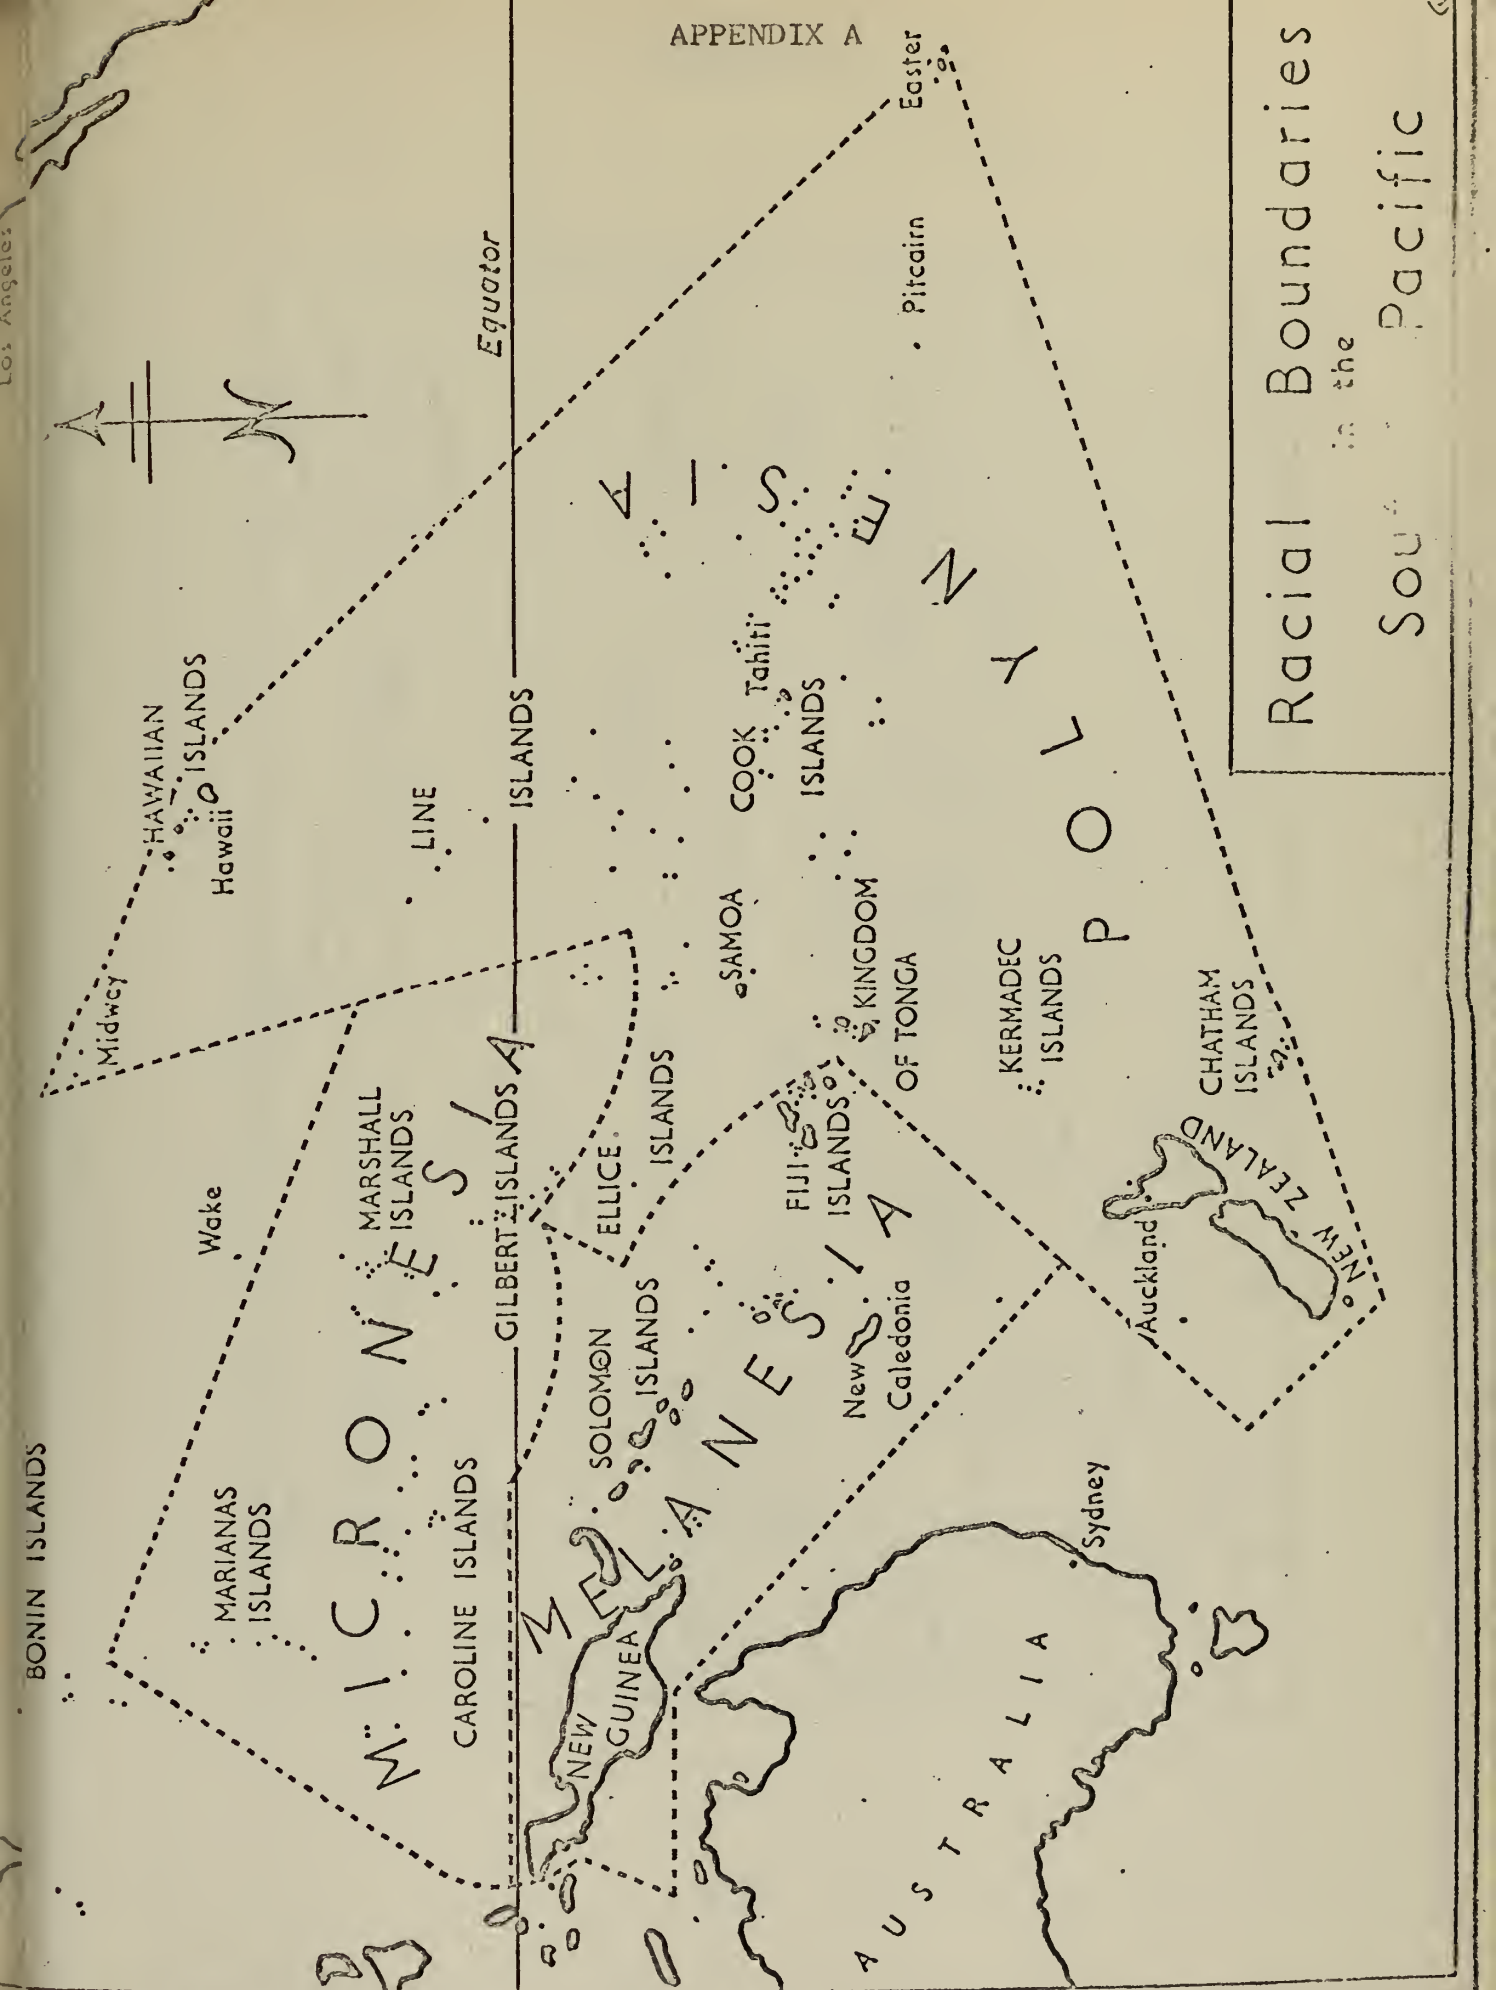 APPENDIX A
Los Angeles
BONIN ISLANDS
HAWAIIAN
ISLANDS
Hawaii
Midway
Wake
MARIANAS
ISLANDS
MARSHALL
ISLANDS
MICRONESIA
CAROLINE ISLANDS
LINE
ISLANDS
Equator
N
GILBERT ISLANDS
ELLICE
ISLANDS
SOLOMON
ISLANDS
NEW
GUINEA
MELANESIA
SAMOA
COOK
ISLANDS
Tahiti
FIJI
ISLANDS
KINGDOM
OF TONGA
New
Caledonia
Pitcairn
Easter
POLYNESIA
KERMADEC
ISLANDS
CHATHAM
ISLANDS
NEW ZEALAND
Auckland
Sydney
AUSTRALIA
Racial Boundaries
in the
Pacific